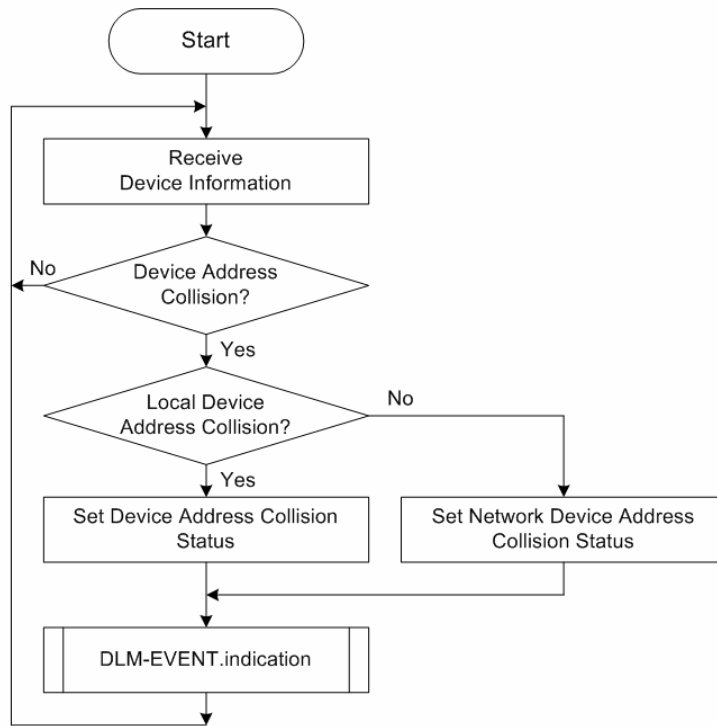 Start
Receive
Device Information
No
Device Address
Collision?
Yes
Local Device
Address Collision?
No
Yes
Set Device Address Collision
Status
Set Network Device Address
Collision Status
DLM-EVENT.indication